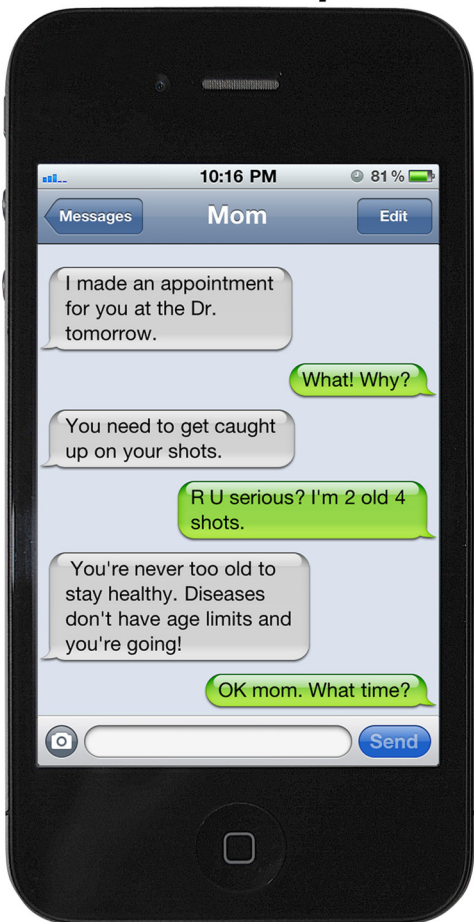 10:16 PM
81%
Messages
Mom
Edit
I made an appointment
for you at the Dr.
tomorrow.
What! Why?
You need to get caught
up on your shots.
R U serious? I'm 2 old 4
shots.
You're never too old to
stay healthy. Diseases
don't have age limits and
you're going!
OK mom. What time?
Send